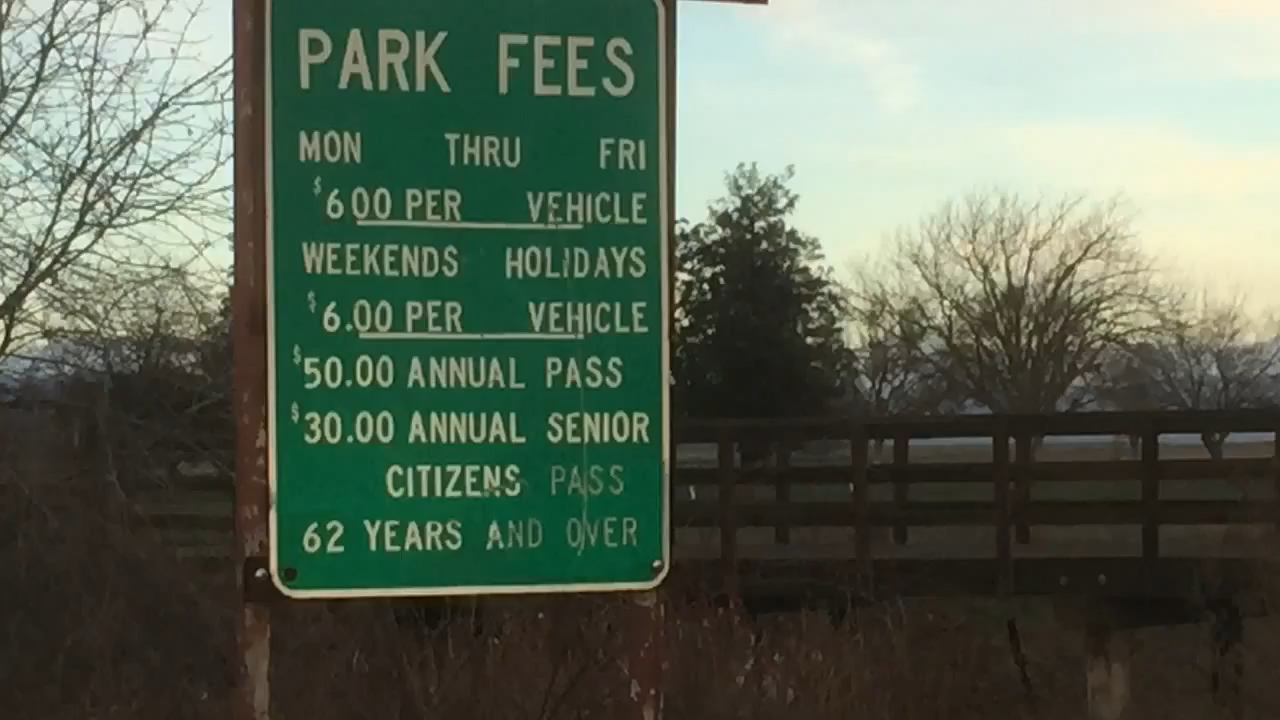 PARK FEES
MON THRU FRI
$6.00 PER VEHICLE
WEEKENDS HOLIDAYS
$6.00 PER VEHICLE
$50.00 ANNUAL PASS
$30.00 ANNUAL SENIOR
CITIZENS PASS
62 YEARS AND OVER